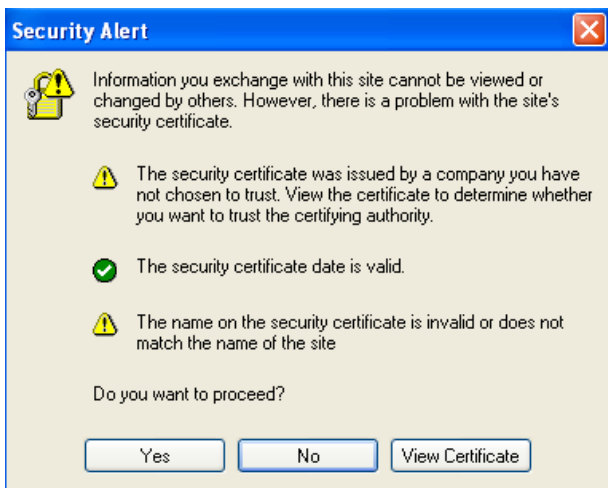 Security Alert
Information you exchange with this site cannot be viewed or
changed by others. However, there is a problem with the site's
security certificate.
The security certificate was issued by a company you have
not chosen to trust. View the certificate to determine whether
you want to trust the certifying authority.
The security certificate date is valid.
The name on the security certificate is invalid or does not
match the name of the site
Do you want to proceed?
Yes
No
View Certificate